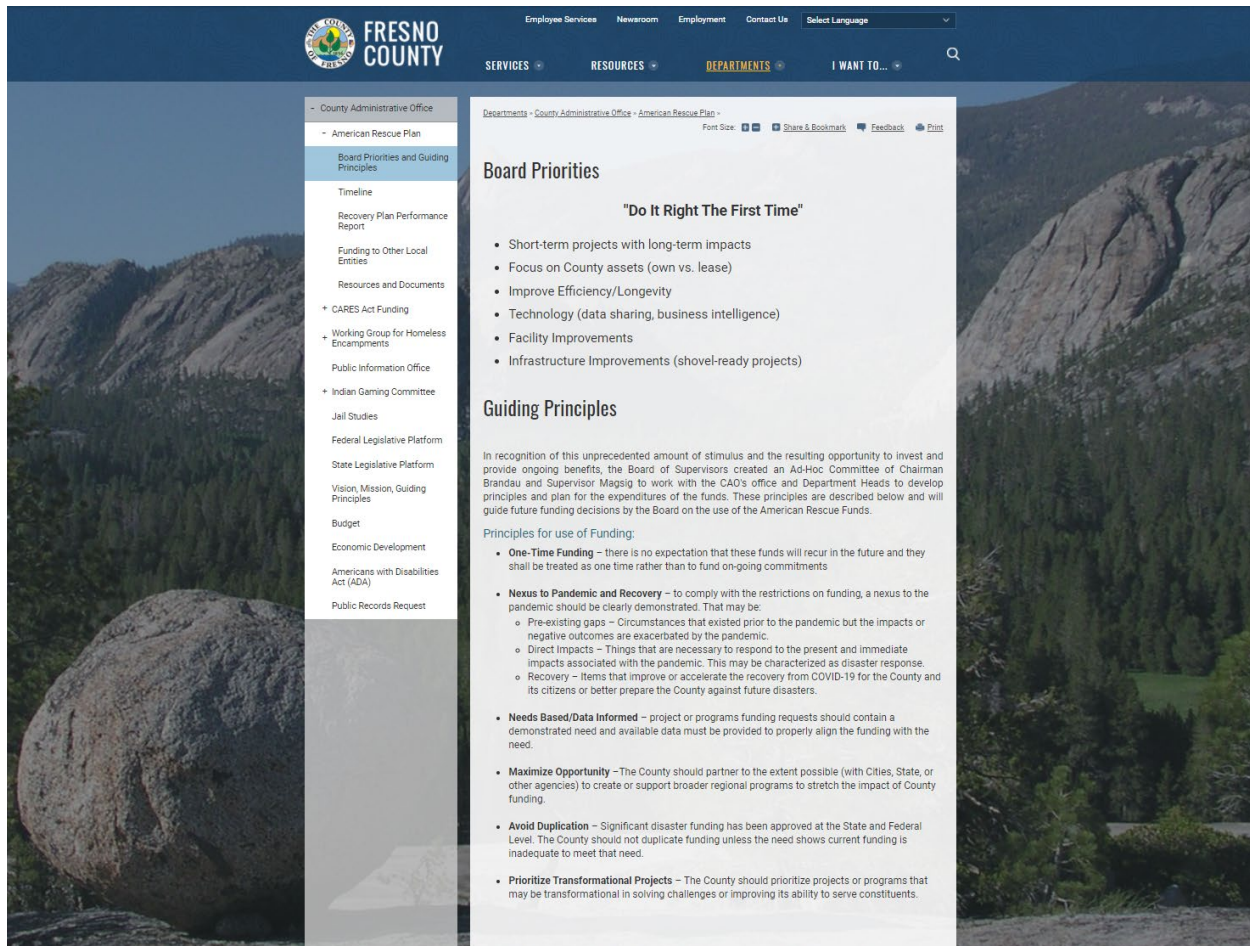 THE COUNTY OF FRESNO
FRESNO
COUNTY
Employee Services
Newsroom
Employment
Contact Us
Select Language
SERVICES
RESOURCES
DEPARTMENTS
I WANT TO...
- County Administrative Office
- American Rescue Plan
Board Priorities and Guiding
Principles
Timeline
Recovery Plan Performance
Report
Funding to Other Local
Entities
Resources and Documents
+ CARES Act Funding
+ Working Group for Homeless
Encampments
Public Information Office
+ Indian Gaming Committee
Jail Studies
Federal Legislative Platform
State Legislative Platform
Vision, Mission, Guiding
Principles
Budget
Economic Development
Americans with Disabilities
Act (ADA)
Public Records Request
Departments » County Administrative Office » American Rescue Plan »
Font Size: + - Share & Bookmark Feedback Print
Board Priorities
"Do It Right The First Time"
• Short-term projects with long-term impacts
• Focus on County assets (own vs. lease)
• Improve Efficiency/Longevity
• Technology (data sharing, business intelligence)
• Facility Improvements
• Infrastructure Improvements (shovel-ready projects)
Guiding Principles
In recognition of this unprecedented amount of stimulus and the resulting opportunity to invest and
provide ongoing benefits, the Board of Supervisors created an Ad-Hoc Committee of Chairman
Brandau and Supervisor Magsig to work with the CAO's office and Department Heads to develop
principles and plan for the expenditures of the funds. These principles are described below and will
guide future funding decisions by the Board on the use of the American Rescue Funds.
Principles for use of Funding:
• One-Time Funding – there is no expectation that these funds will recur in the future and they
shall be treated as one time rather than to fund on-going commitments
• Nexus to Pandemic and Recovery – to comply with the restrictions on funding, a nexus to the
pandemic should be clearly demonstrated. That may be:
○ Pre-existing gaps – Circumstances that existed prior to the pandemic but the impacts or
negative outcomes are exacerbated by the pandemic.
○ Direct Impacts – Things that are necessary to respond to the present and immediate
impacts associated with the pandemic. This may be characterized as disaster response.
○ Recovery – Items that improve or accelerate the recovery from COVID-19 for the County and
its citizens or better prepare the County against future disasters.
• Needs Based/Data Informed – project or programs funding requests should contain a
demonstrated need and available data must be provided to properly align the funding with the
need.
• Maximize Opportunity –The County should partner to the extent possible (with Cities, State, or
other agencies) to create or support broader regional programs to stretch the impact of County
funding.
• Avoid Duplication – Significant disaster funding has been approved at the State and Federal
Level. The County should not duplicate funding unless the need shows current funding is
inadequate to meet that need.
• Prioritize Transformational Projects – The County should prioritize projects or programs that
may be transformational in solving challenges or improving its ability to serve constituents.